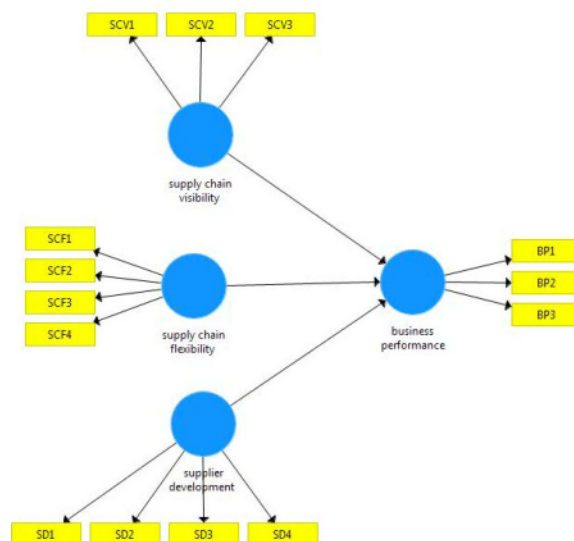 SCV1 SCV2 SCV3
supply chain
visibility
SCF1
SCF2
SCF3
SCF4
supply chain
flexibility
BP1
BP2
BP3
business
performance
supplier
development
SD1 SD2 SD3 SD4